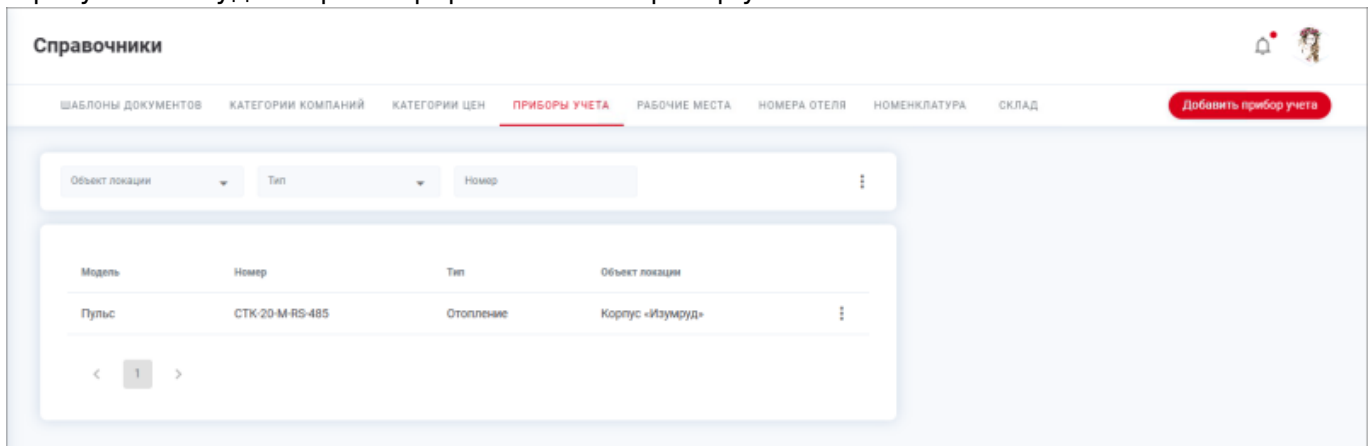 Справочники
ШАБЛОНЫ ДОКУМЕНТОВ КАТЕГОРИИ КОМПАНИЙ КАТЕГОРИИ ЦЕН ПРИБОРЫ УЧЕТА РАБОЧИЕ МЕСТА НОМЕРА ОТЕЛЯ НОМЕНКЛАТУРА СКЛАД Добавить прибор учета
Объект локации Тип Номер
Модель Номер Тип Объект локации
Пульс СТК-20-M-RS-485 Отопление Корпус «Изумруд»
< 1 >